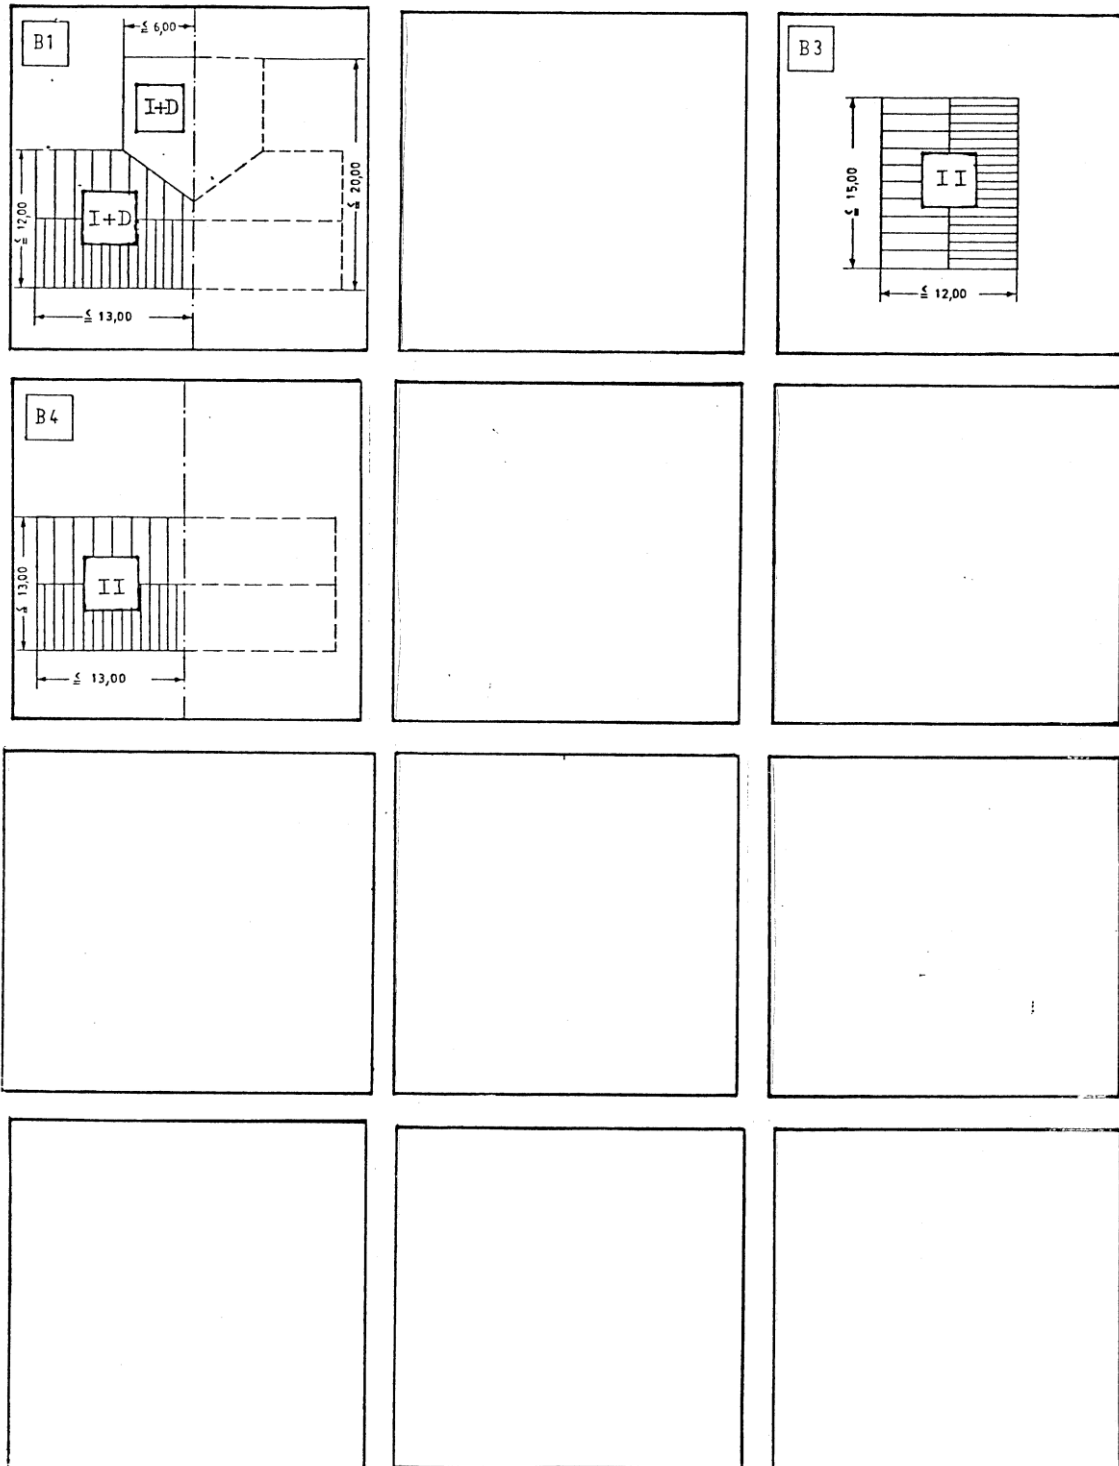 B1
≤ 6,00
I+D
I+D
≤ 12,00
≤ 20,00
≤ 13,00
B3
≤ 15,00
II
≤ 12,00
B4
≤ 13,00
II
≤ 13,00